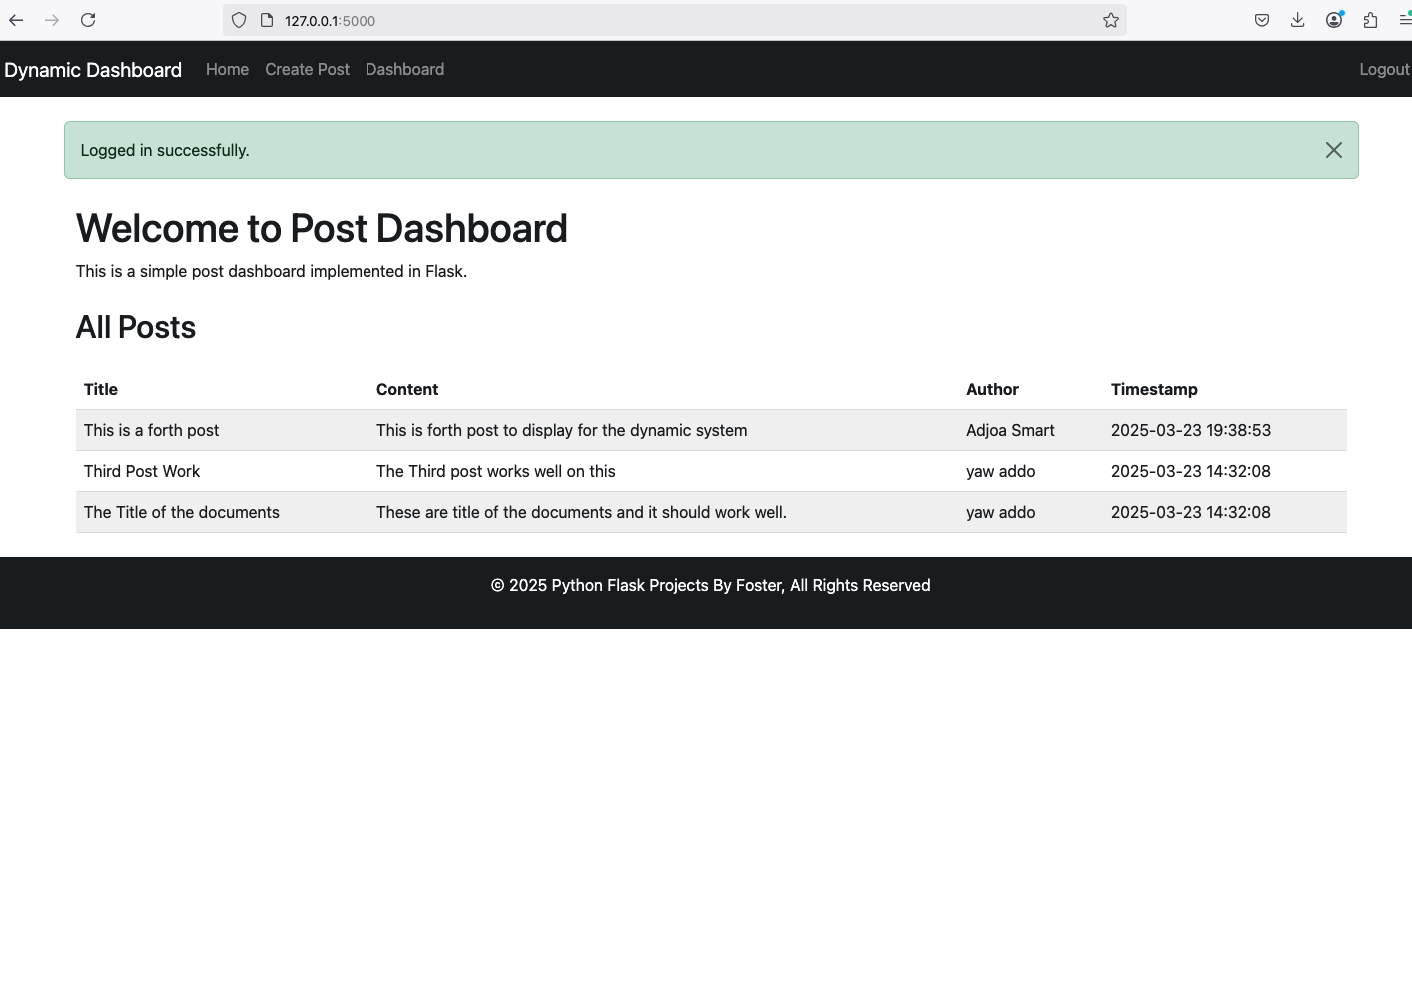 127.0.0.1:5000
Dynamic Dashboard Home Create Post Dashboard Logout
Logged in successfully.
Welcome to Post Dashboard
This is a simple post dashboard implemented in Flask.
All Posts
Title Content Author Timestamp
This is a forth post This is forth post to display for the dynamic system Adjoa Smart 2025-03-23 19:38:53
Third Post Work The Third post works well on this yaw addo 2025-03-23 14:32:08
The Title of the documents These are title of the documents and it should work well. yaw addo 2025-03-23 14:32:08
© 2025 Python Flask Projects By Foster, All Rights Reserved